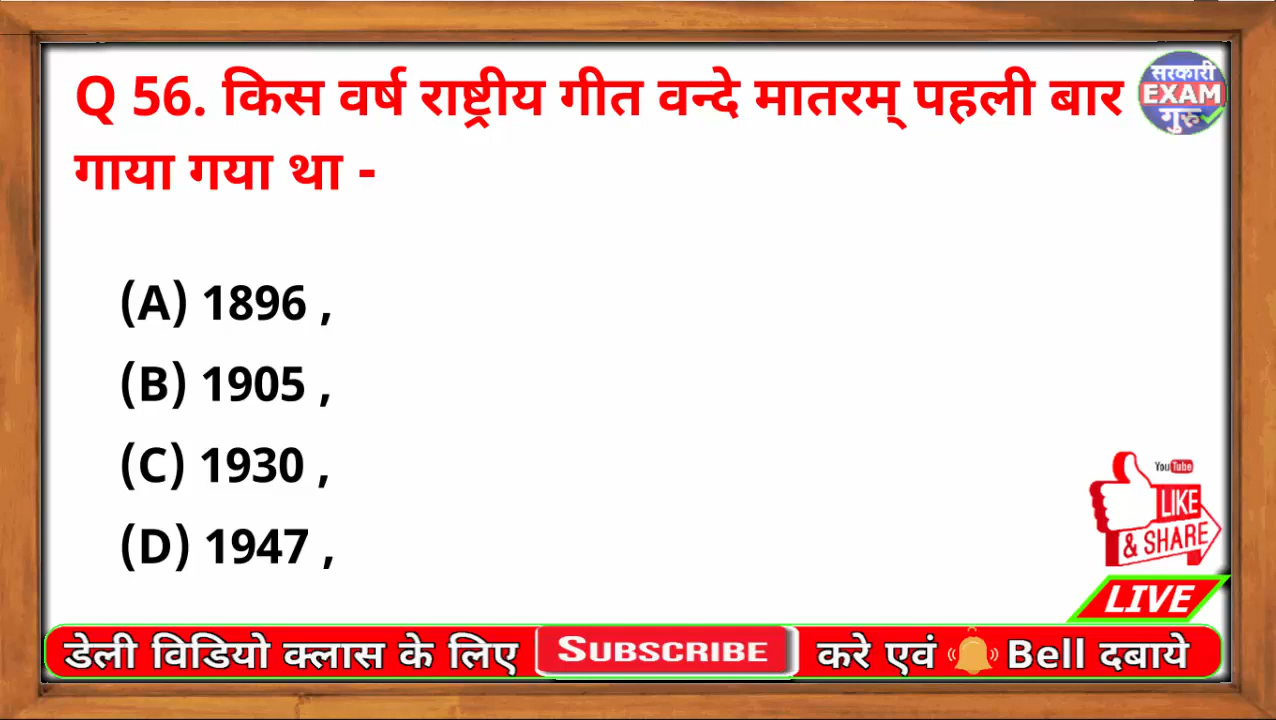 Q 56. किस वर्ष राष्ट्रीय गीत वन्दे मातरम् पहली बार
गाया गया था -
सरकारी
EXAM
गुरु
(A) 1896 ,
(B) 1905 ,
(C) 1930 ,
(D) 1947 ,
YouTube
LIKE
& SHARE
LIVE
डेली विडियो क्लास के लिए SUBSCRIBE करे एवं Bell दबाये